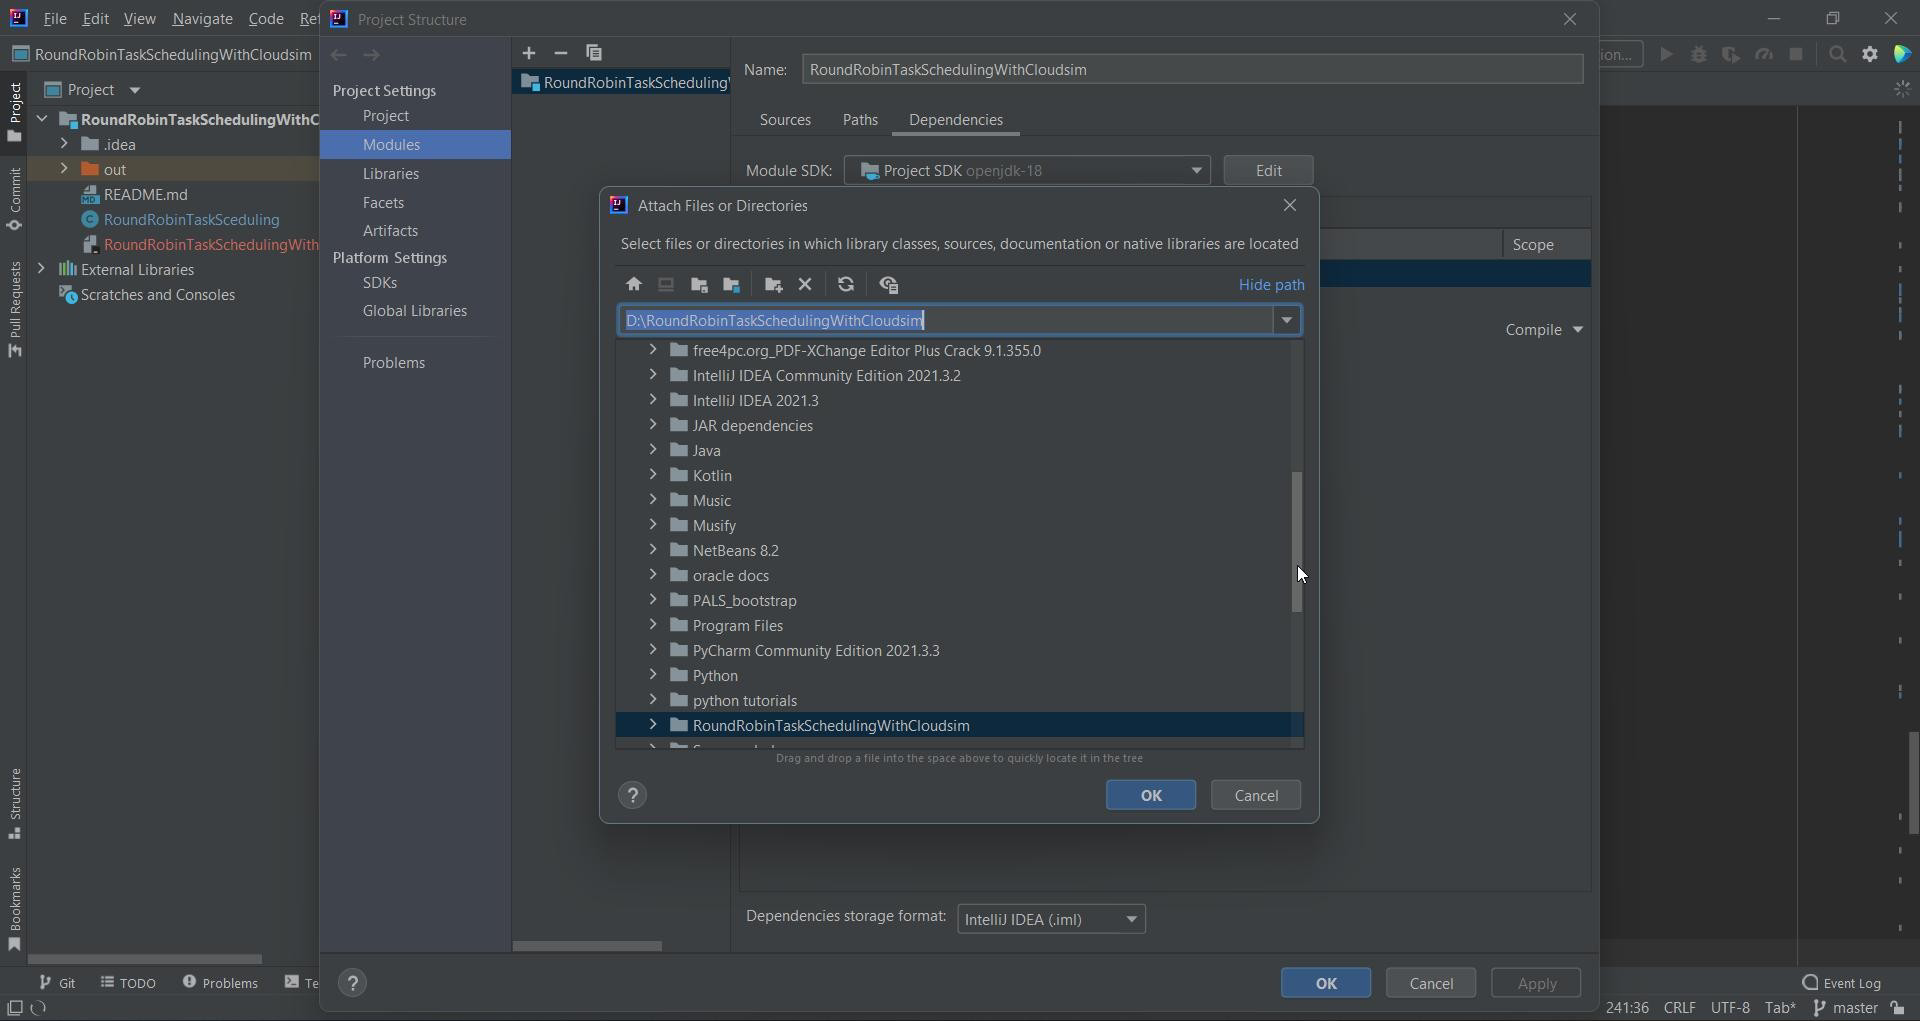 File Edit View Navigate Code
Project Structure
RoundRobinTaskSchedulingWithCloudsim
ion...
Project
Commit
Pull Requests
Structure
Bookmarks
Project
RoundRobinTaskSchedulingWithC
.idea
out
README.md
RoundRobinTaskSceduling
RoundRobinTaskSchedulingWith
External Libraries
Scratches and Consoles
Project Settings
Project
Modules
Libraries
Facets
Artifacts
Platform Settings
SDKs
Global Libraries
Problems
RoundRobinTaskScheduling
Name: RoundRobinTaskSchedulingWithCloudsim
Sources Paths Dependencies
Module SDK: Project SDK openjdk-18 Edit
Scope
Compile
Attach Files or Directories
Select files or directories in which library classes, sources, documentation or native libraries are located
Hide path
D:\RoundRobinTaskSchedulingWithCloudsim
free4pc.org_PDF-XChange Editor Plus Crack 9.1.355.0
IntelliJ IDEA Community Edition 2021.3.2
IntelliJ IDEA 2021.3
JAR dependencies
Java
Kotlin
Music
Musify
NetBeans 8.2
oracle docs
PALS_bootstrap
Program Files
PyCharm Community Edition 2021.3.3
Python
python tutorials
RoundRobinTaskSchedulingWithCloudsim
Drag and drop a file into the space above to quickly locate it in the tree
? OK Cancel
Dependencies storage format: IntelliJ IDEA (.iml)
? OK Cancel Apply
Git TODO Problems Te
Event Log
241:36 CRLF UTF-8 Tab* master